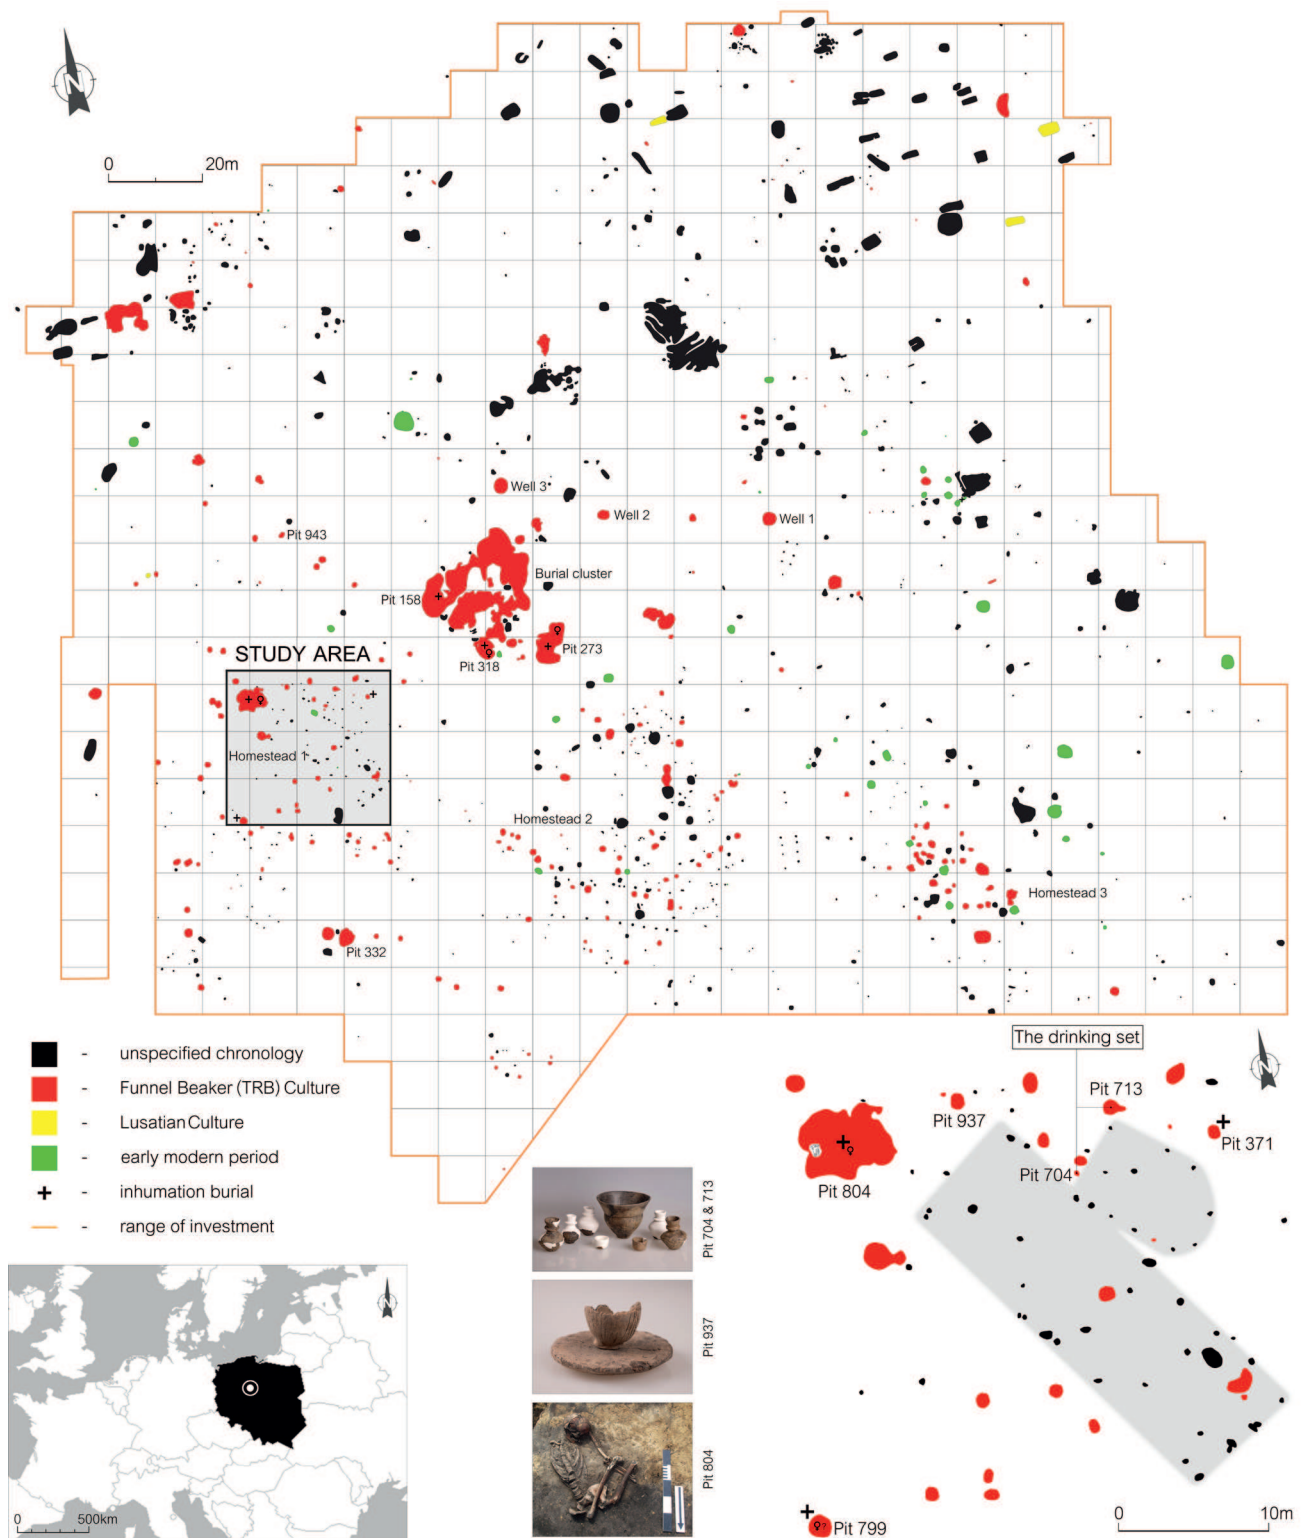 N
0 20m
Well 3
Well 2
Well 1
Pit 943
Burial cluster
Pit 158
Pit 273
Pit 318
STUDY AREA
Homestead 1
Homestead 2
Homestead 3
Pit 332
- unspecified chronology
- Funnel Beaker (TRB) Culture
- Lusatian Culture
- early modern period
- inhumation burial
- range of investment
N
0 500km
Pit 704 & 713
Pit 937
Pit 804
The drinking set
N
Pit 713
Pit 937
Pit 371
Pit 704
Pit 804
♀? Pit 799
0 10m